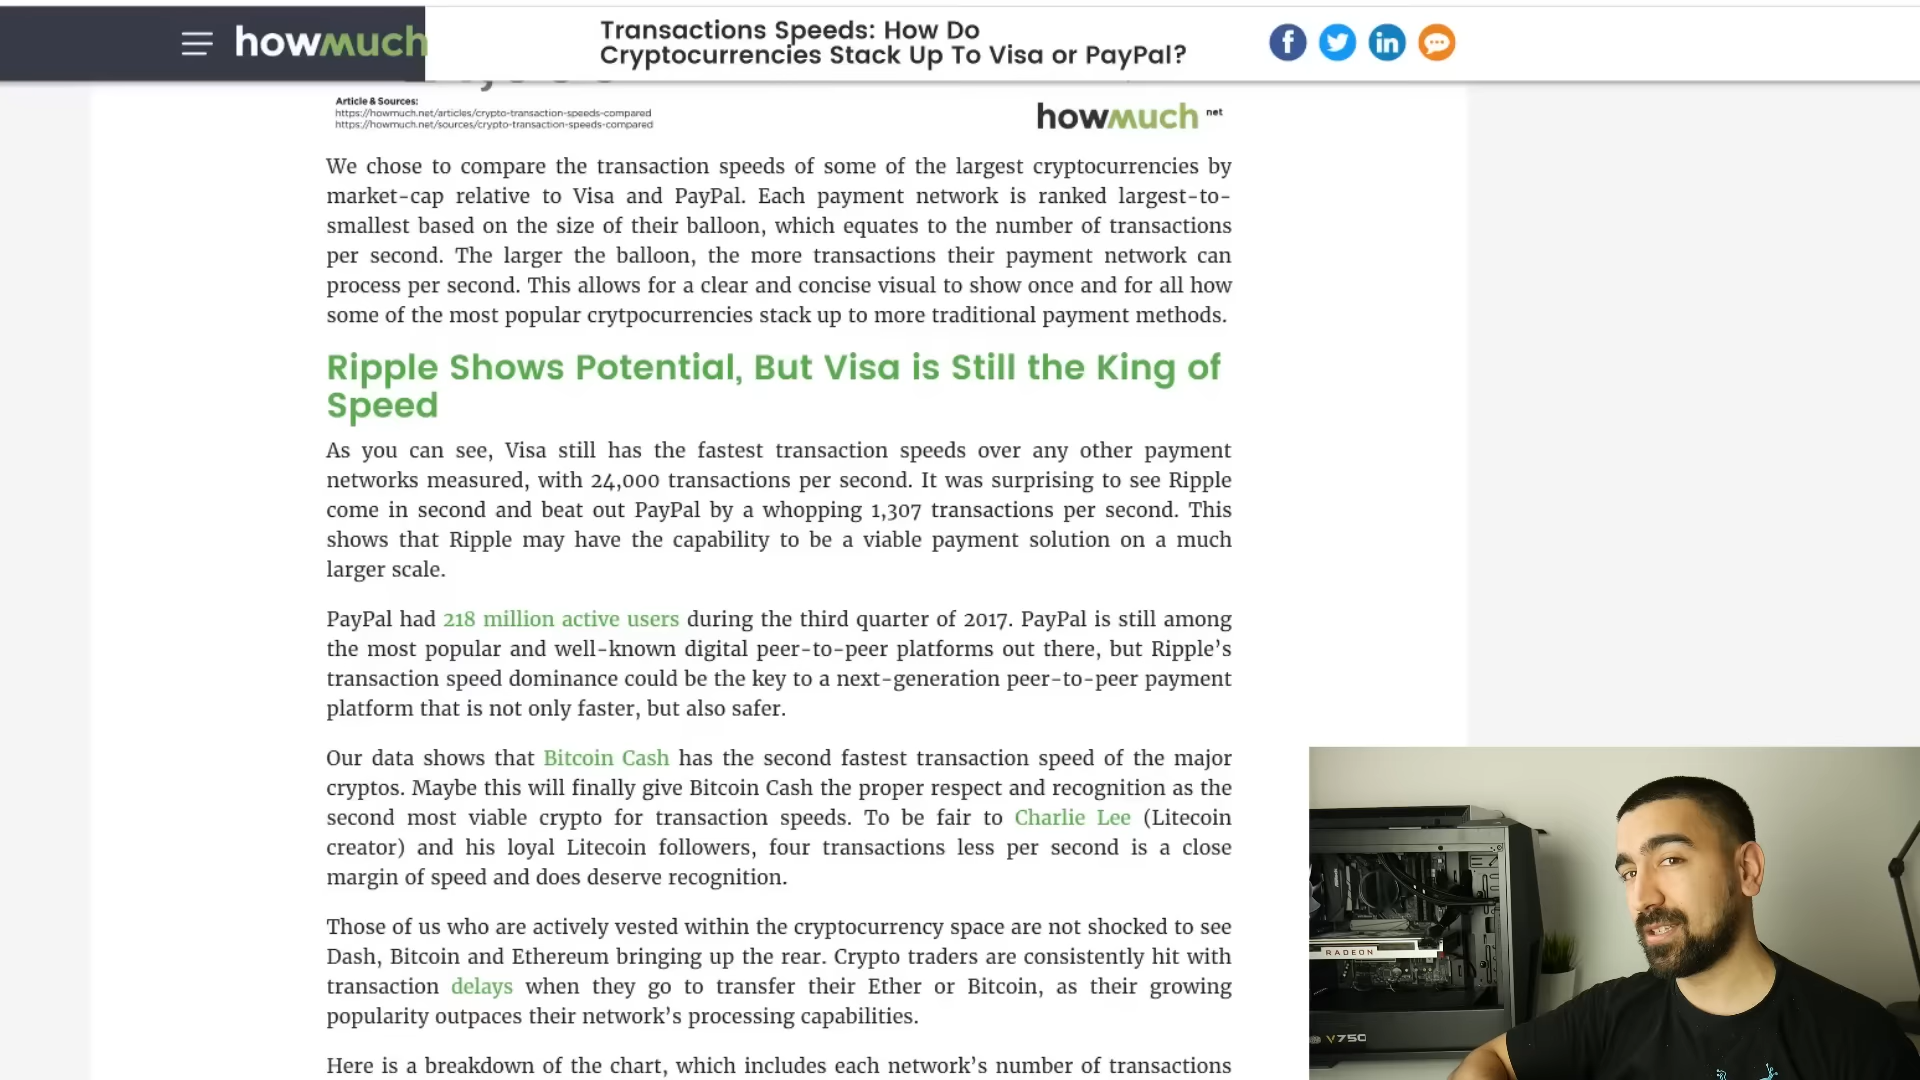 howmuch
Transactions Speeds: How Do
Cryptocurrencies Stack Up To Visa or PayPal?
Article & Sources:
https://howmuch.net/articles/crypto-transaction-speeds-compared
https://howmuch.net/sources/crypto-transaction-speeds-compared
howmuch net
We chose to compare the transaction speeds of some of the largest cryptocurrencies by
market-cap relative to Visa and PayPal. Each payment network is ranked largest-to-
smallest based on the size of their balloon, which equates to the number of transactions
per second. The larger the balloon, the more transactions their payment network can
process per second. This allows for a clear and concise visual to show once and for all how
some of the most popular crytpocurrencies stack up to more traditional payment methods.
Ripple Shows Potential, But Visa is Still the King of
Speed
As you can see, Visa still has the fastest transaction speeds over any other payment
networks measured, with 24,000 transactions per second. It was surprising to see Ripple
come in second and beat out PayPal by a whopping 1,307 transactions per second. This
shows that Ripple may have the capability to be a viable payment solution on a much
larger scale.
PayPal had 218 million active users during the third quarter of 2017. PayPal is still among
the most popular and well-known digital peer-to-peer platforms out there, but Ripple’s
transaction speed dominance could be the key to a next-generation peer-to-peer payment
platform that is not only faster, but also safer.
Our data shows that Bitcoin Cash has the second fastest transaction speed of the major
cryptos. Maybe this will finally give Bitcoin Cash the proper respect and recognition as the
second most viable crypto for transaction speeds. To be fair to Charlie Lee (Litecoin
creator) and his loyal Litecoin followers, four transactions less per second is a close
margin of speed and does deserve recognition.
Those of us who are actively vested within the cryptocurrency space are not shocked to see
Dash, Bitcoin and Ethereum bringing up the rear. Crypto traders are consistently hit with
transaction delays when they go to transfer their Ether or Bitcoin, as their growing
popularity outpaces their network’s processing capabilities.
Here is a breakdown of the chart, which includes each network’s number of transactions
RADEON
V750